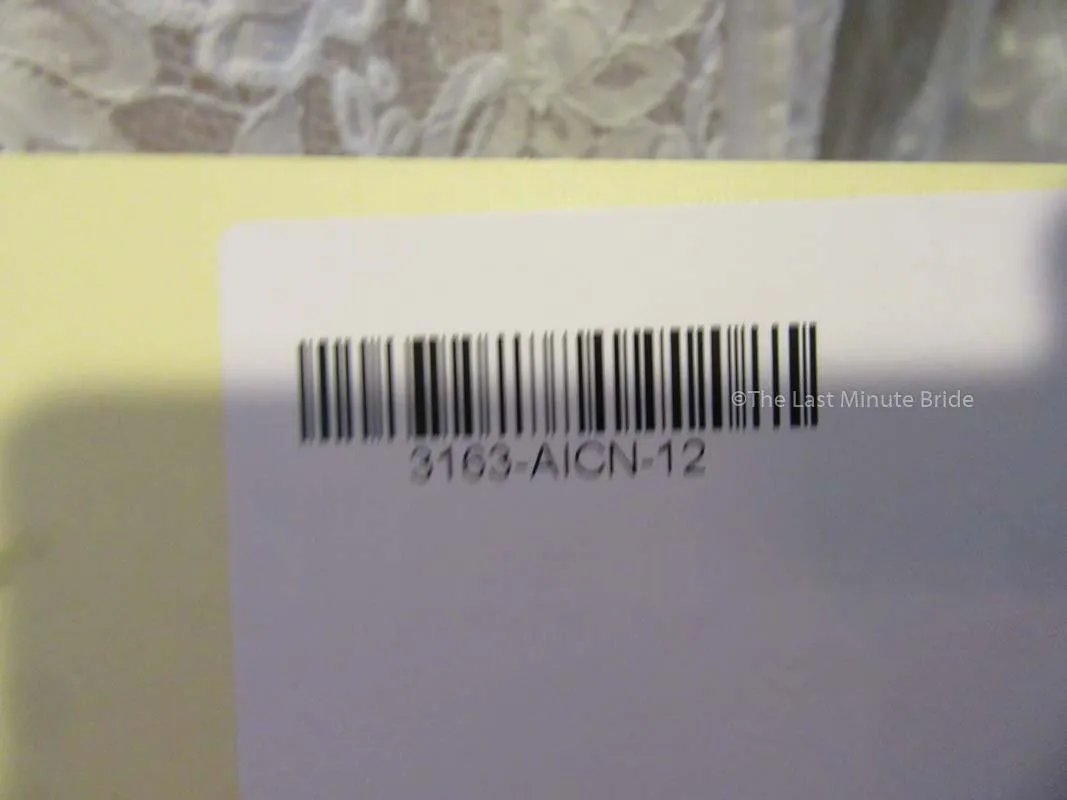 ©The Last Minute Bride
3163-AICN-12